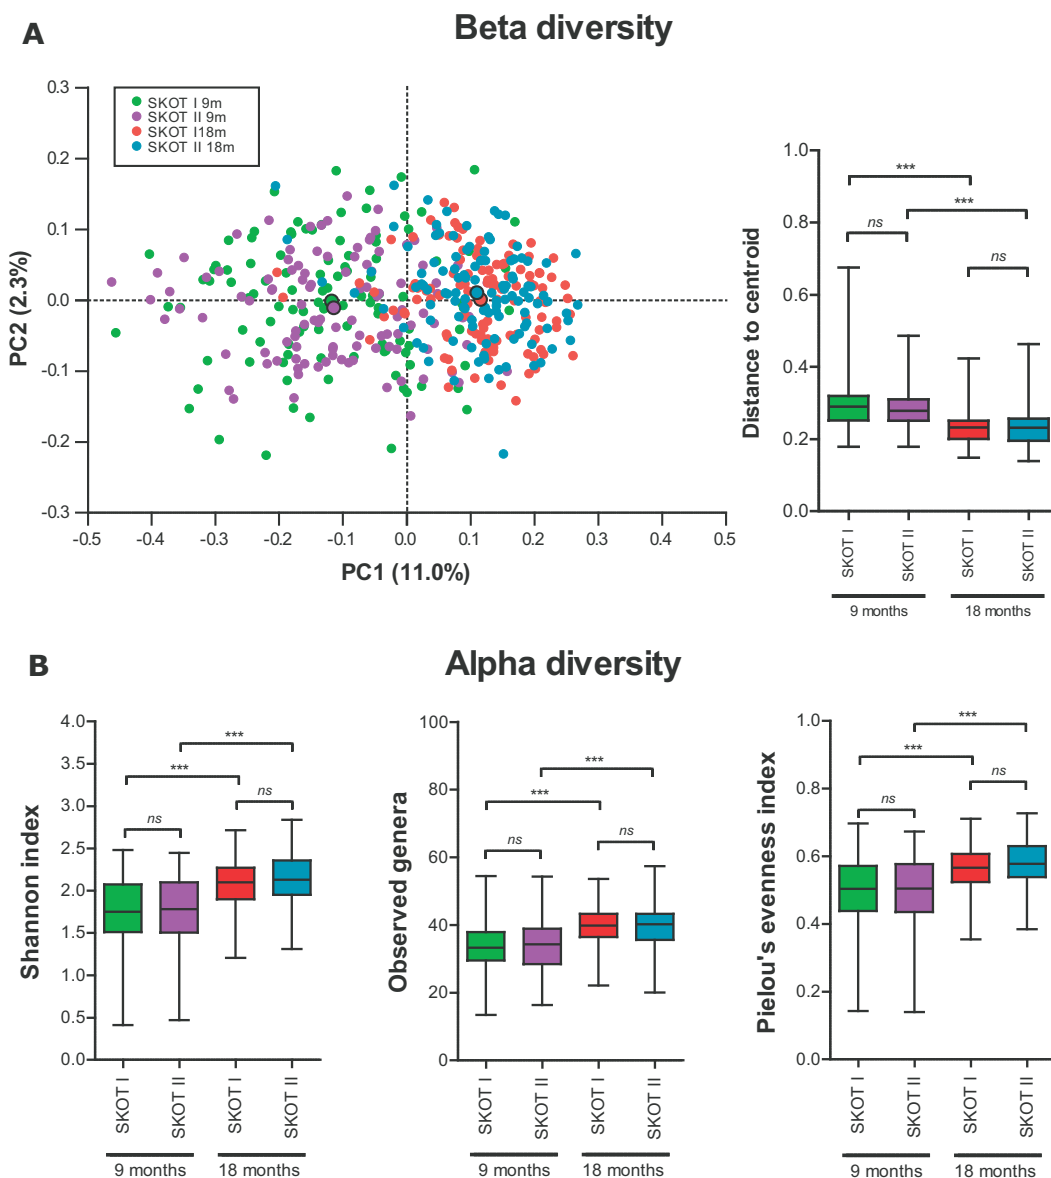 A
Beta diversity
SKOT I 9m
SKOT II 9m
SKOT I18m
SKOT II 18m
PC2 (2.3%)
0.3
0.2
0.1
0.0
-0.1
-0.2
-0.3
-0.5
-0.4
-0.3
-0.2
-0.1
0.0
0.1
0.2
0.3
0.4
0.5
PC1 (11.0%)
Distance to centroid
1.0
0.8
0.6
0.4
0.2
0.0
***
***
ns
ns
SKOT I
SKOT II
SKOT I
SKOT II
9 months
18 months
B
Alpha diversity
Shannon index
4.0
3.5
3.0
2.5
2.0
1.5
1.0
0.5
0.0
***
***
ns
ns
SKOT I
SKOT II
SKOT I
SKOT II
9 months
18 months
Observed genera
100
80
60
40
20
0
***
***
ns
ns
SKOT I
SKOT II
SKOT I
SKOT II
9 months
18 months
Pielou's evenness index
1.0
0.8
0.6
0.4
0.2
0.0
***
***
ns
ns
SKOT I
SKOT II
SKOT I
SKOT II
9 months
18 months